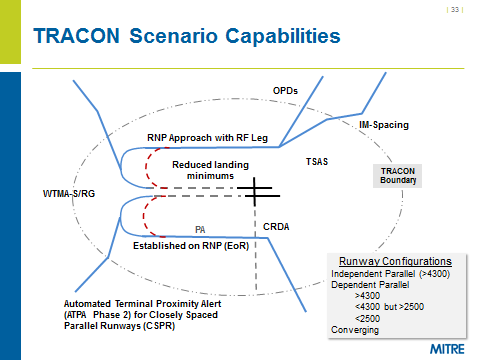 | 33 |
TRACON Scenario Capabilities
OPDs
IM-Spacing
RNP Approach with RF Leg
Reduced landing
minimums
TSAS
TRACON
Boundary
WTMA-S/RG
PA
CRDA
Established on RNP (EoR)
Runway Configurations
Independent Parallel (>4300)
Dependent Parallel
>4300
<4300 but >2500
<2500
Converging
Automated Terminal Proximity Alert
(ATPA Phase 2) for Closely Spaced
Parallel Runways (CSPR)
MITRE